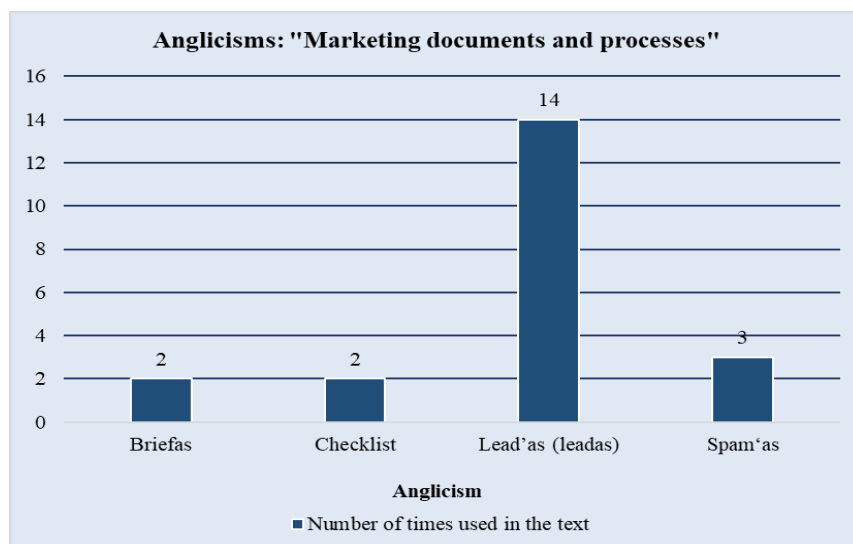 Anglicisms: "Marketing documents and processes"
16
14
14
12
10
8
6
4
3
2
2
2
0
Briefas
Checklist
Lead’as (leadas)
Spam‘as
Anglicism
Number of times used in the text